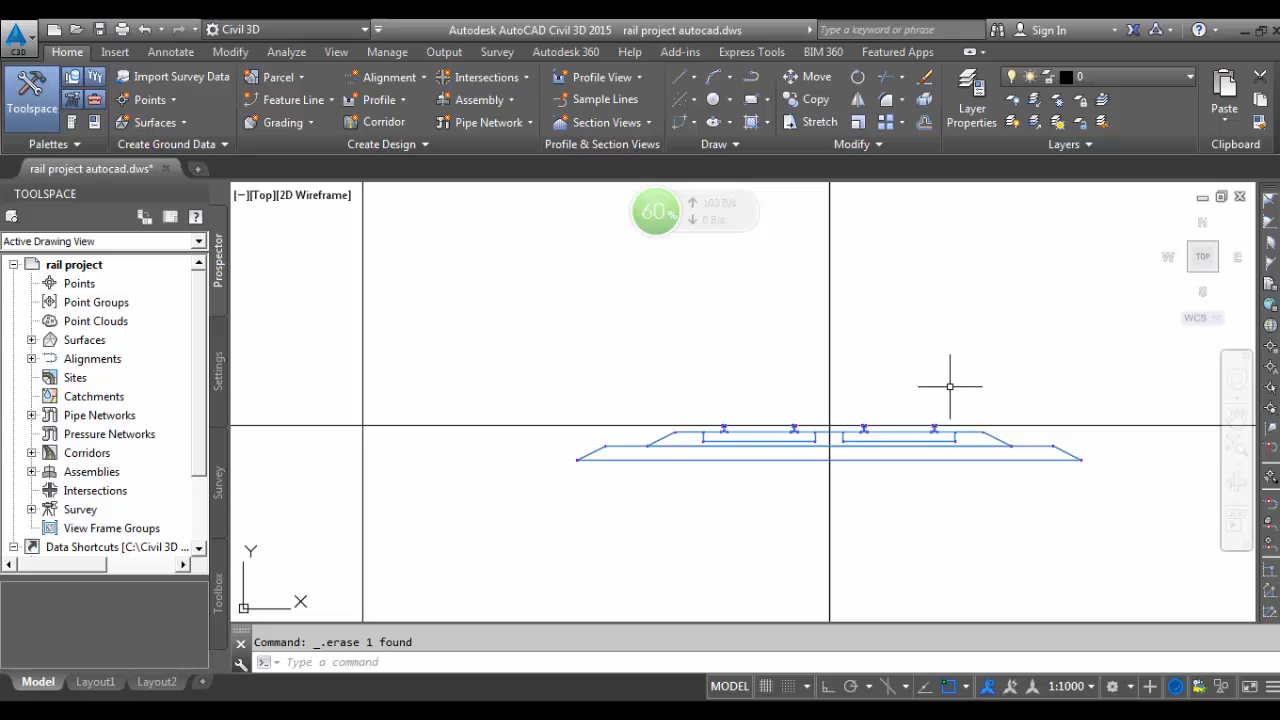 Civil 3D
Autodesk AutoCAD Civil 3D 2015 rail project autocad.dws
Type a keyword or phrase
Sign In
C3D
Home Insert Annotate Modify Analyze View Manage Output Survey Autodesk 360 Help Add-ins Express Tools BIM 360 Featured Apps
Toolspace
Import Survey Data
Points
Surfaces
Parcel
Feature Line
Grading
Alignment
Profile
Corridor
Intersections
Assembly
Pipe Network
Profile View
Sample Lines
Section Views
Move
Copy
Stretch
Layer
Properties
0
Paste
Palettes Create Ground Data Create Design Profile & Section Views Draw Modify Layers Clipboard
rail project autocad.dws*
TOOLSPACE
Active Drawing View
rail project
Points
Point Groups
Point Clouds
Surfaces
Alignments
Sites
Catchments
Pipe Networks
Pressure Networks
Corridors
Assemblies
Intersections
Survey
View Frame Groups
Data Shortcuts [C:\Civil 3D ...
Prospector
Settings
Survey
Toolbox
[−][Top][2D Wireframe]
60%
103 B/s
0 B/s
N
W TOP E
S
WCS
Y
X
Command: _.erase 1 found
Type a command
Model Layout1 Layout2
MODEL
1:1000